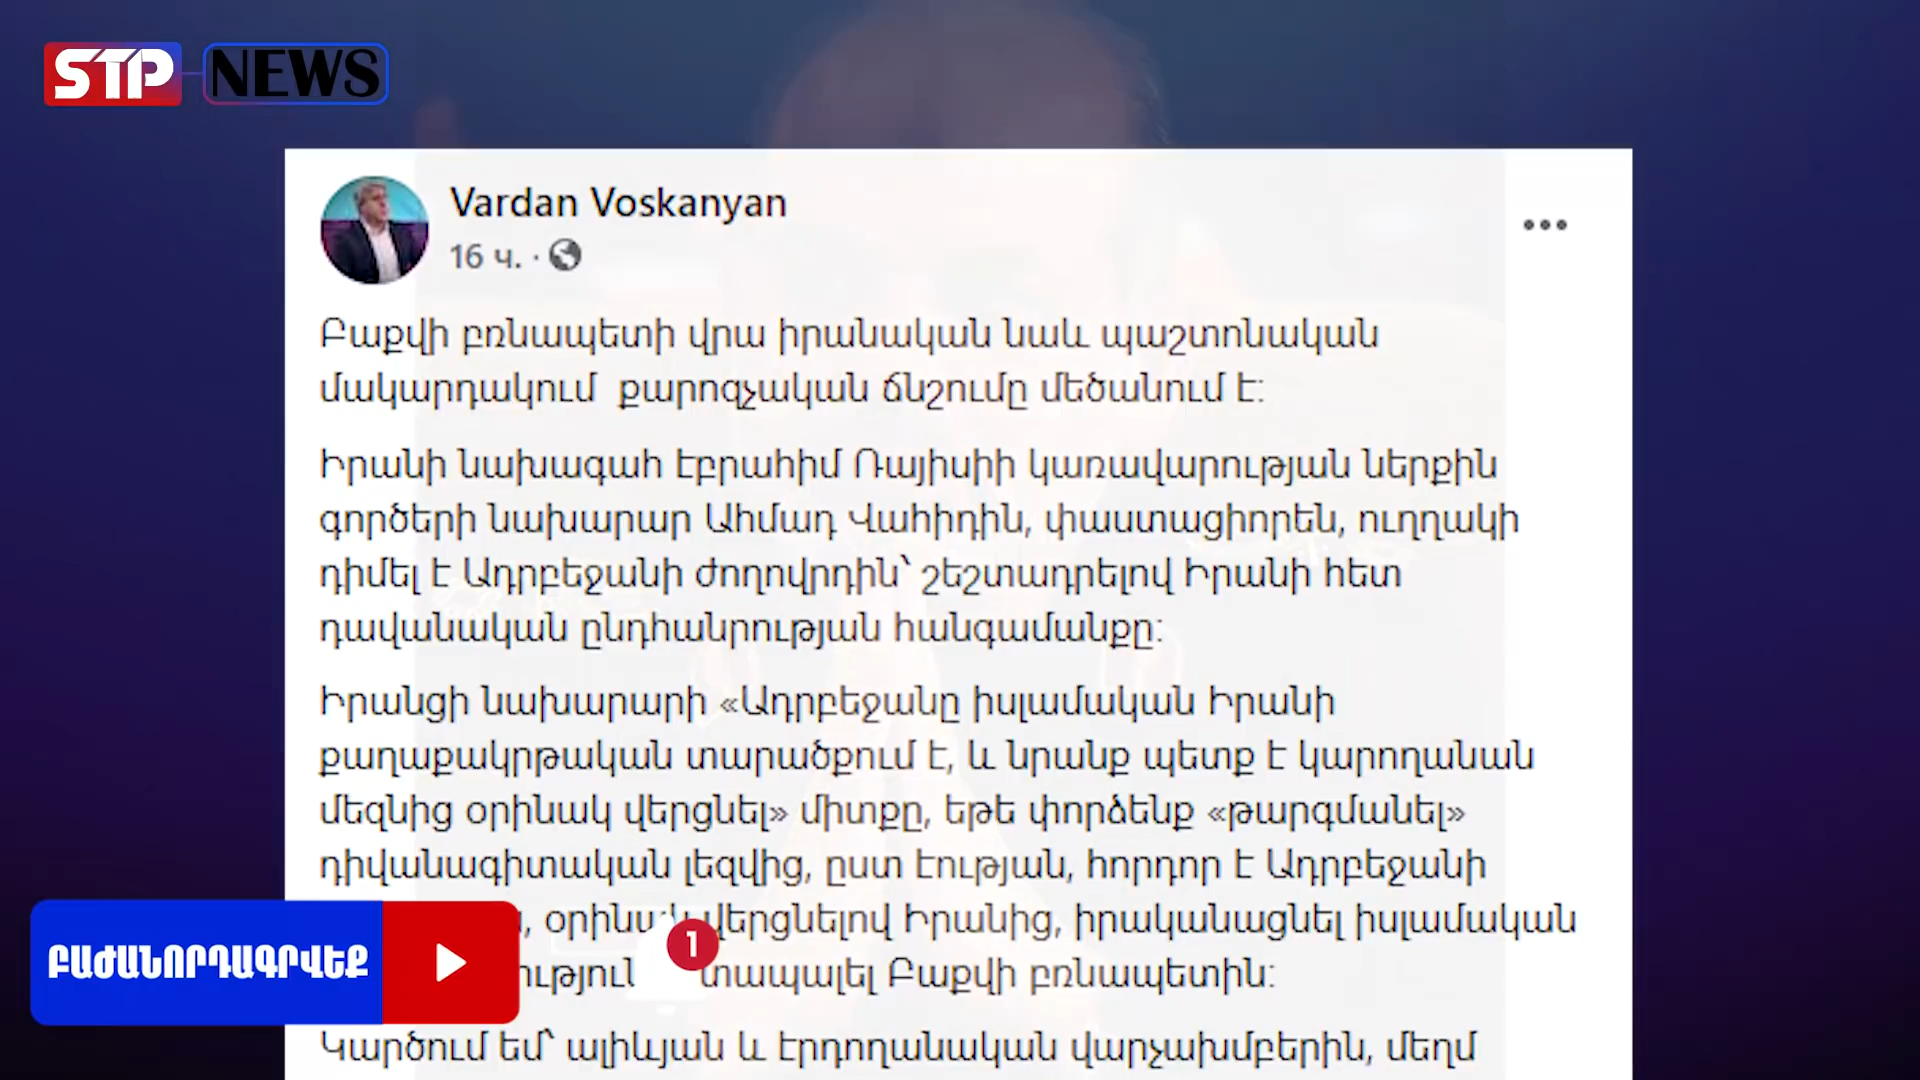 STP NEWS
Vardan Voskanyan
16 ч. ·
Բաքվի բռնապետի վրա իրանական նաև պաշտոնական
մակարդակում քարոզչական ճնշումը մեծանում է:
Իրանի նախագահ Էբրահիմ Ռայիսիի կառավարության ներքին
գործերի նախարար Ահմադ Վահիդին, փաստացիորեն, ուղղակի
դիմել է Ադրբեջանի ժողովրդին՝ շեշտադրելով Իրանի հետ
դավանական ընդհանրության հանգամանքը:
Իրանցի նախարարի «Ադրբեջանը իսլամական Իրանի
քաղաքակրթական տարածքում է, և նրանք պետք է կարողանան
մեզնից օրինակ վերցնել» միտքը, եթե փորձենք «թարգմանել»
դիվանագիտական լեզվից, ըստ էության, հորդոր է Ադրբեջանի
օրինակ վերցնելով Իրանից, իրականացնել իսլամական
տապալել Բաքվի բռնապետին:
Կարծում եմ՝ ալիևյան և էրդողանական վարչախմբերին, մեղմ
ԲԱԺԱՆՈՐԴԱԳՐՎԵՔ
1